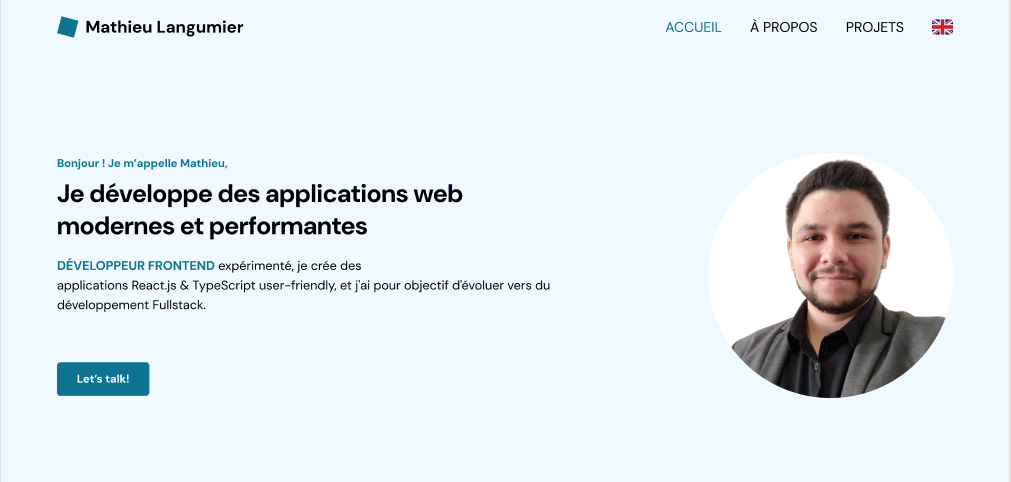 Mathieu Langumier
ACCUEIL
À PROPOS
PROJETS
Bonjour ! Je m’appelle Mathieu,
Je développe des applications web
modernes et performantes
DÉVELOPPEUR FRONTEND expérimenté, je crée des
applications React.js & TypeScript user-friendly, et j'ai pour objectif d'évoluer vers du
développement Fullstack.
Let’s talk!